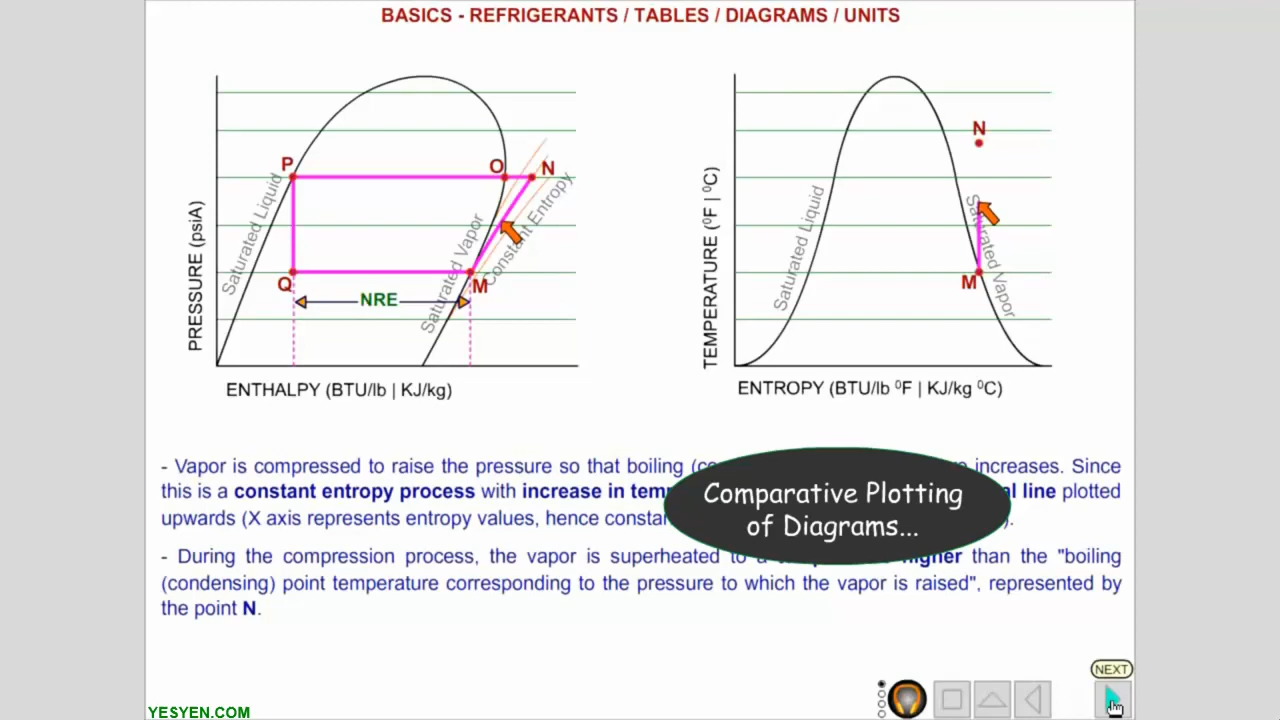 BASICS - REFRIGERANTS / TABLES / DIAGRAMS / UNITS
PRESSURE (psiA)
Saturated Liquid
Saturated Vapor
Constant Entropy
P
O
N
Q
M
NRE
ENTHALPY (BTU/lb | KJ/kg)
TEMPERATURE (⁰F | ⁰C)
Saturated Liquid
Saturated Vapor
N
M
ENTROPY (BTU/lb ⁰F | KJ/kg ⁰C)
- Vapor is compressed to raise the pressure so that boiling increases. Since
this is a constant entropy process with increase in line plotted
upwards (X axis represents entropy values, hence
Comparative Plotting
of Diagrams...
- During the compression process, the vapor is superheated to a higher than the "boiling
(condensing) point temperature corresponding to the pressure to which the vapor is raised", represented by
the point N.
NEXT
YESYEN.COM